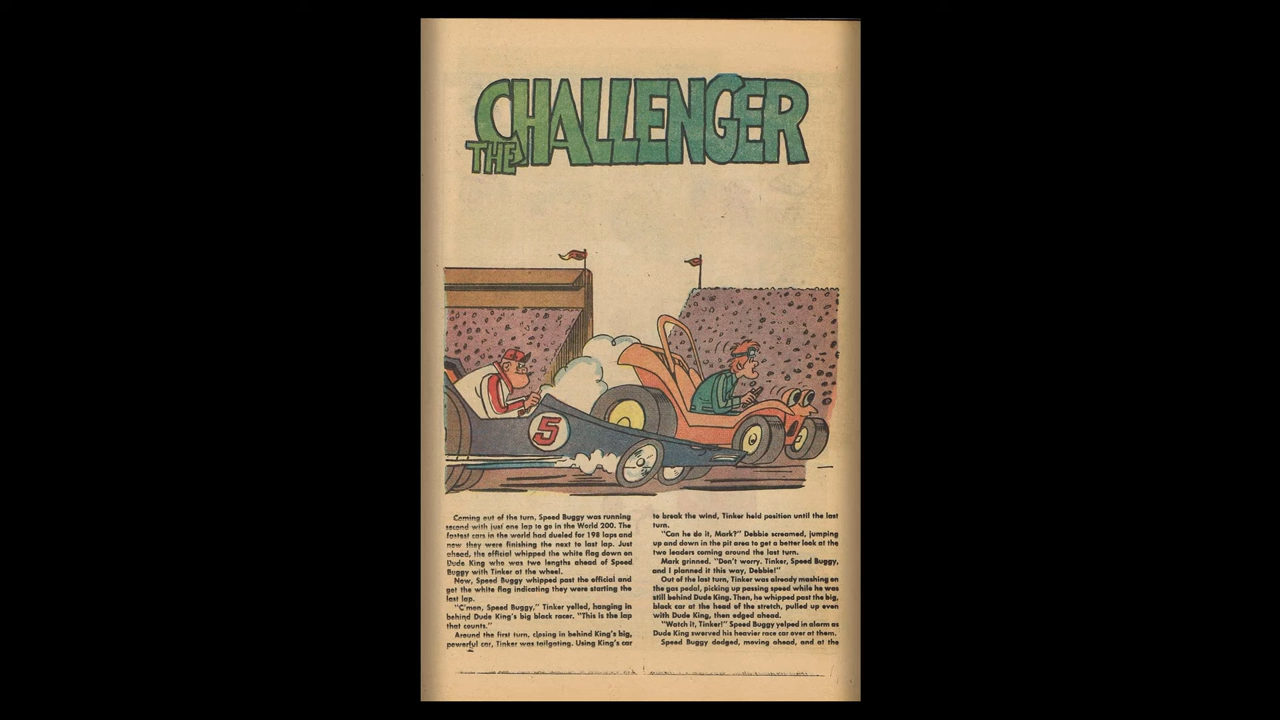 THE CHALLENGER
5
Coming out of the turn, Speed Buggy was running
second with just one lap to go in the World 200. The
fastest cars in the world had dueled for 198 laps and
now they were finishing the next to last lap. Just
ahead, the official whipped the white flag down on
Dude King who was two lengths ahead of Speed
Buggy with Tinker at the wheel.
Now, Speed Buggy whipped past the official and
got the white flag indicating they were starting the
last lap.
"C'mon, Speed Buggy," Tinker yelled, hanging in
behind Dude King's big black racer. "This is the lap
that counts."
Around the first turn, closing in behind King's big,
powerful car, Tinker was tailgating. Using King's car
to break the wind, Tinker held position until the last
turn.
"Can he do it, Mark?" Debbie screamed, jumping
up and down in the pit area to get a better look at the
two leaders coming around the last turn.
Mark grinned. "Don't worry. Tinker, Speed Buggy,
and I planned it this way, Debbie!"
Out of the last turn, Tinker was already mashing on
the gas pedal, picking up passing speed while he was
still behind Dude King. Then, he whipped past the big,
black car at the head of the stretch, pulled up even
with Dude King, then edged ahead.
"Watch it, Tinker!" Speed Buggy yelped in alarm as
Dude King swerved his heavier race car over at them.
Speed Buggy dodged, moving ahead, and at the